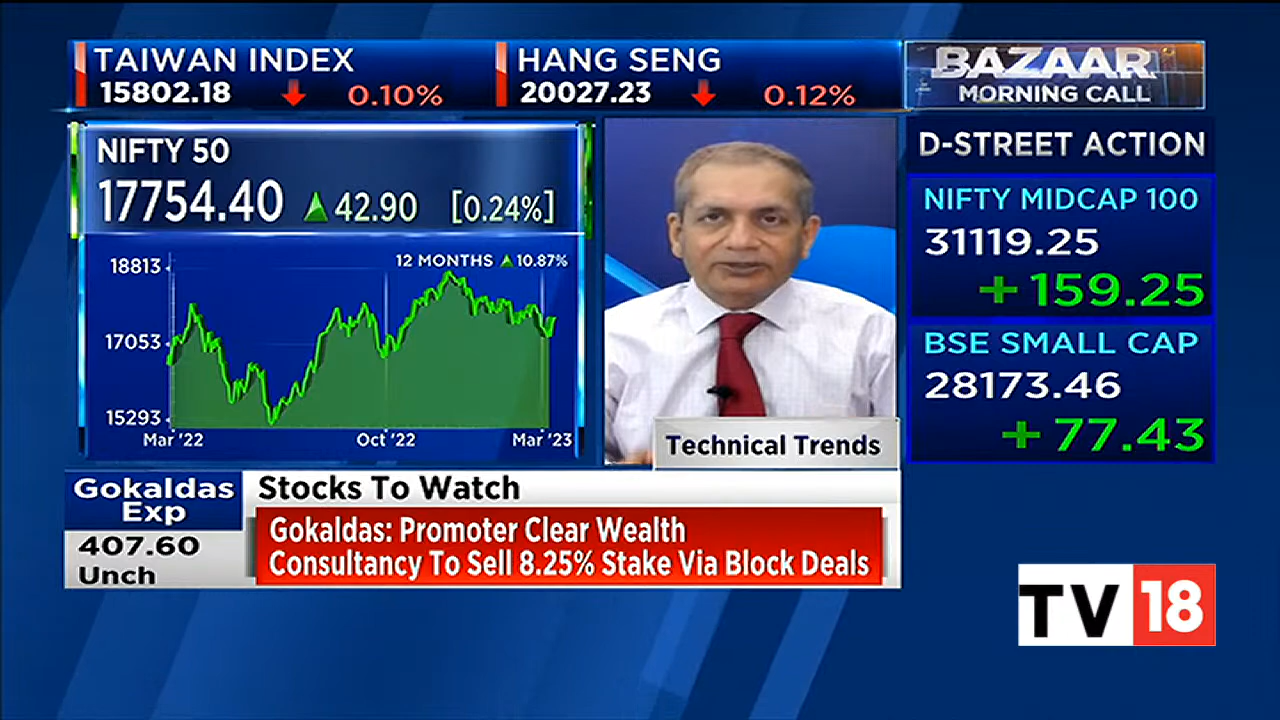 TAIWAN INDEX
15802.18 0.10%
HANG SENG
20027.23 0.12%
BAZAAR
MORNING CALL
NIFTY 50
17754.40 42.90 [0.24%]
12 MONTHS 10.87%
18813
17053
15293
Mar '22 Oct '22 Mar '23
Technical Trends
D-STREET ACTION
NIFTY MIDCAP 100
31119.25
+159.25
BSE SMALL CAP
28173.46
+77.43
Gokaldas
Exp
407.60
Unch
Stocks To Watch
Gokaldas: Promoter Clear Wealth
Consultancy To Sell 8.25% Stake Via Block Deals
TV18